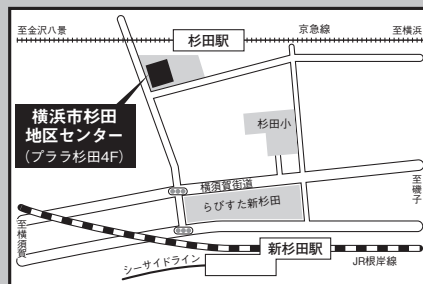 至金沢八景
杉田駅
京急線
至横浜
横浜市杉田
地区センター
(プララ杉田4F)
杉田小
横須賀街道
至磯子
らびすた新杉田
至横須賀
新杉田駅
シーサイドライン
JR根岸線